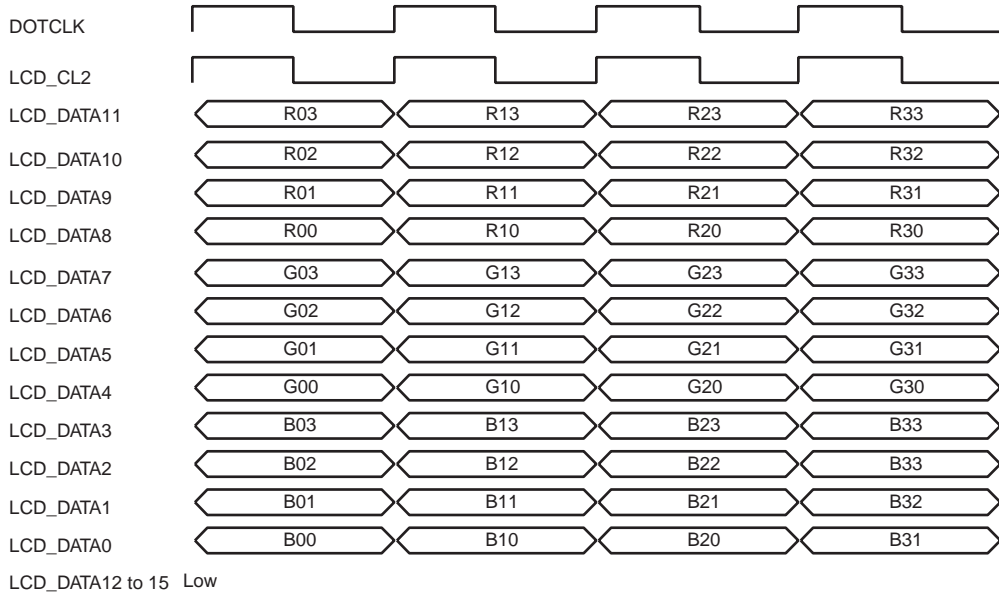 DOTCLK
LCD_CL2
LCD_DATA11 R03 R13 R23 R33
LCD_DATA10 R02 R12 R22 R32
LCD_DATA9 R01 R11 R21 R31
LCD_DATA8 R00 R10 R20 R30
LCD_DATA7 G03 G13 G23 G33
LCD_DATA6 G02 G12 G22 G32
LCD_DATA5 G01 G11 G21 G31
LCD_DATA4 G00 G10 G20 G30
LCD_DATA3 B03 B13 B23 B33
LCD_DATA2 B02 B12 B22 B33
LCD_DATA1 B01 B11 B21 B32
LCD_DATA0 B00 B10 B20 B31
LCD_DATA12 to 15 Low